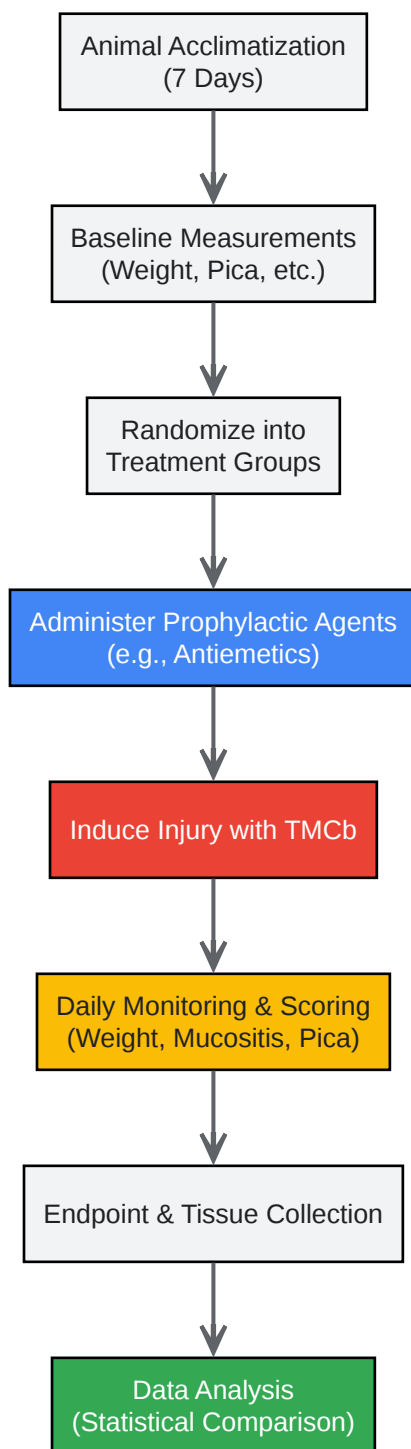 Animal Acclimatization
(7 Days)
Baseline Measurements
(Weight, Pica, etc.)
Randomize into
Treatment Groups
Administer Prophylactic Agents
(e.g., Antiemetics)
Induce Injury with TMCb
Daily Monitoring & Scoring
(Weight, Mucositis, Pica)
Endpoint & Tissue Collection
Data Analysis
(Statistical Comparison)